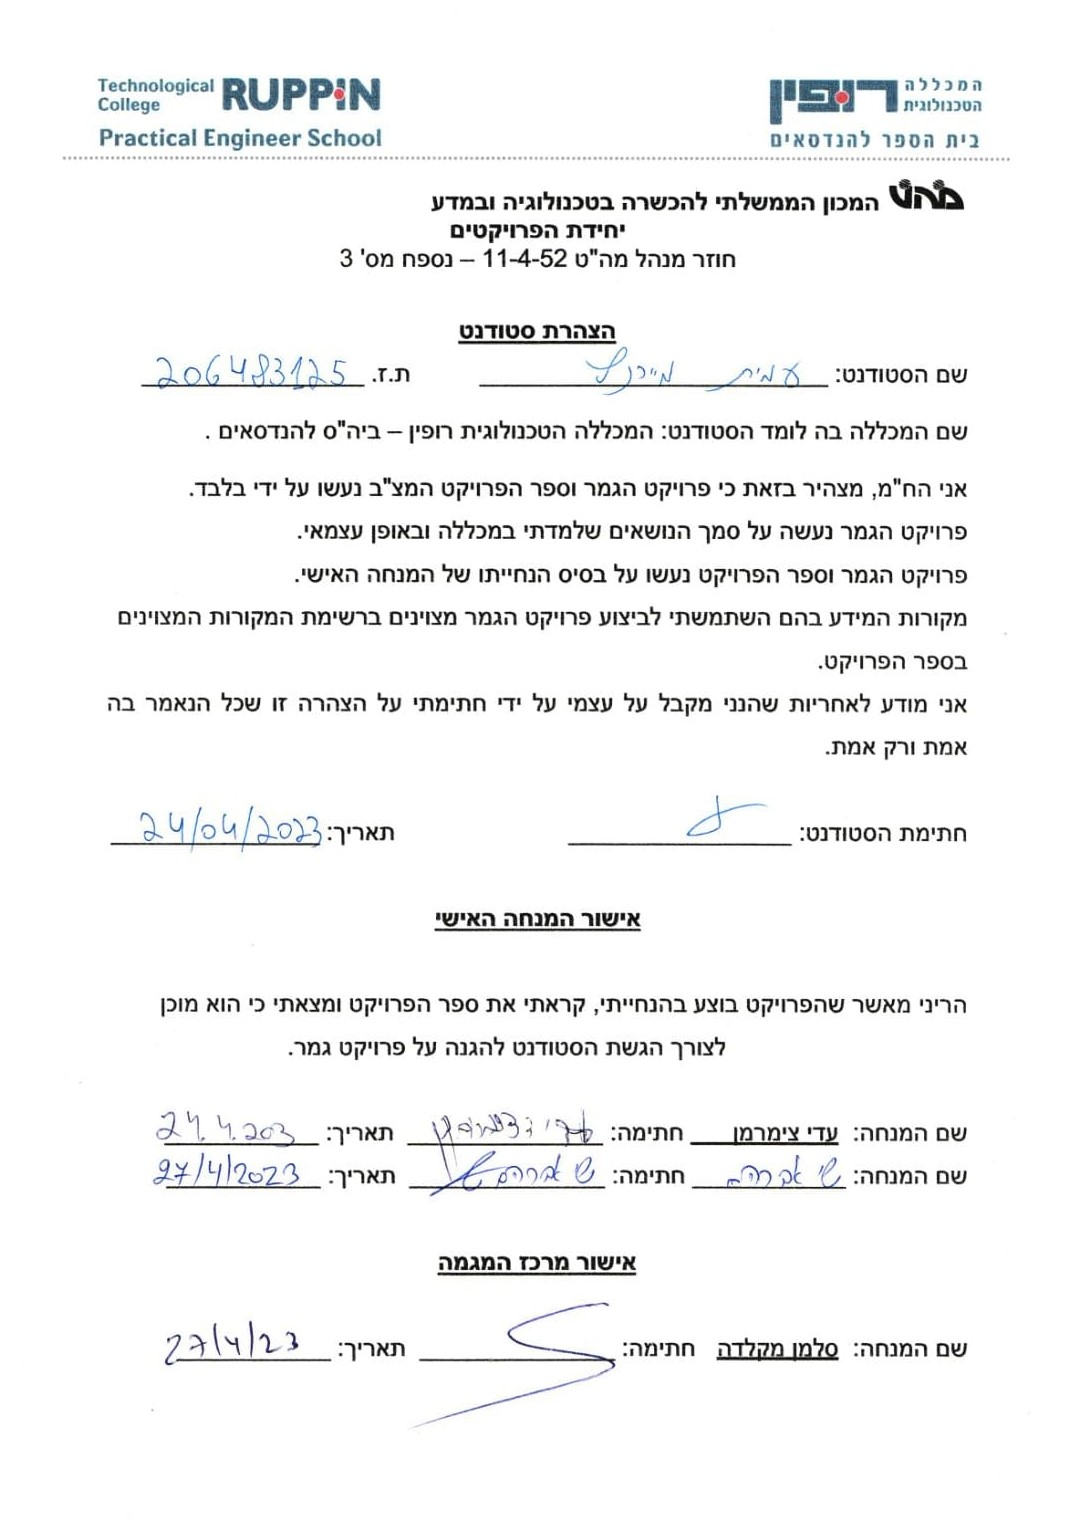 Technological College RUPPIN
Practical Engineer School
המכללה הטכנולוגית רופין
בית הספר להנדסאים
מהט המכון הממשלתי להכשרה בטכנולוגיה ובמדע
יחידת הפרויקטים
חוזר מנהל מה"ט 11-4-52 – נספח מס' 3
הצהרת סטודנט
שם הסטודנט: עמית ת.ז. 206483125
שם המכללה בה לומד הסטודנט: המכללה הטכנולוגית רופין – ביה"ס להנדסאים .
אני הח"מ, מצהיר בזאת כי פרויקט הגמר וספר הפרויקט המצ"ב נעשו על ידי בלבד.
פרויקט הגמר נעשה על סמך הנושאים שלמדתי במכללה ובאופן עצמאי.
פרויקט הגמר וספר הפרויקט נעשו על בסיס הנחייתו של המנחה האישי.
מקורות המידע בהם השתמשתי לביצוע פרויקט הגמר מצוינים ברשימת המקורות המצוינים
בספר הפרויקט.
אני מודע לאחריות שהנני מקבל על עצמי על ידי חתימתי על הצהרה זו שכל הנאמר בה
אמת ורק אמת.
חתימת הסטודנט: תאריך: 24/04/2023
אישור המנחה האישי
הריני מאשר שהפרויקט בוצע בהנחייתי, קראתי את ספר הפרויקט ומצאתי כי הוא מוכן
לצורך הגשת הסטודנט להגנה על פרויקט גמר.
שם המנחה: עדי צימרמן חתימה: עדי צימרמן תאריך: 27.4.203
שם המנחה: שי אברהם חתימה: שי אברהם תאריך: 27/4/2023
אישור מרכז המגמה
שם המנחה: סלמן מקלדה חתימה: תאריך: 27/4/23